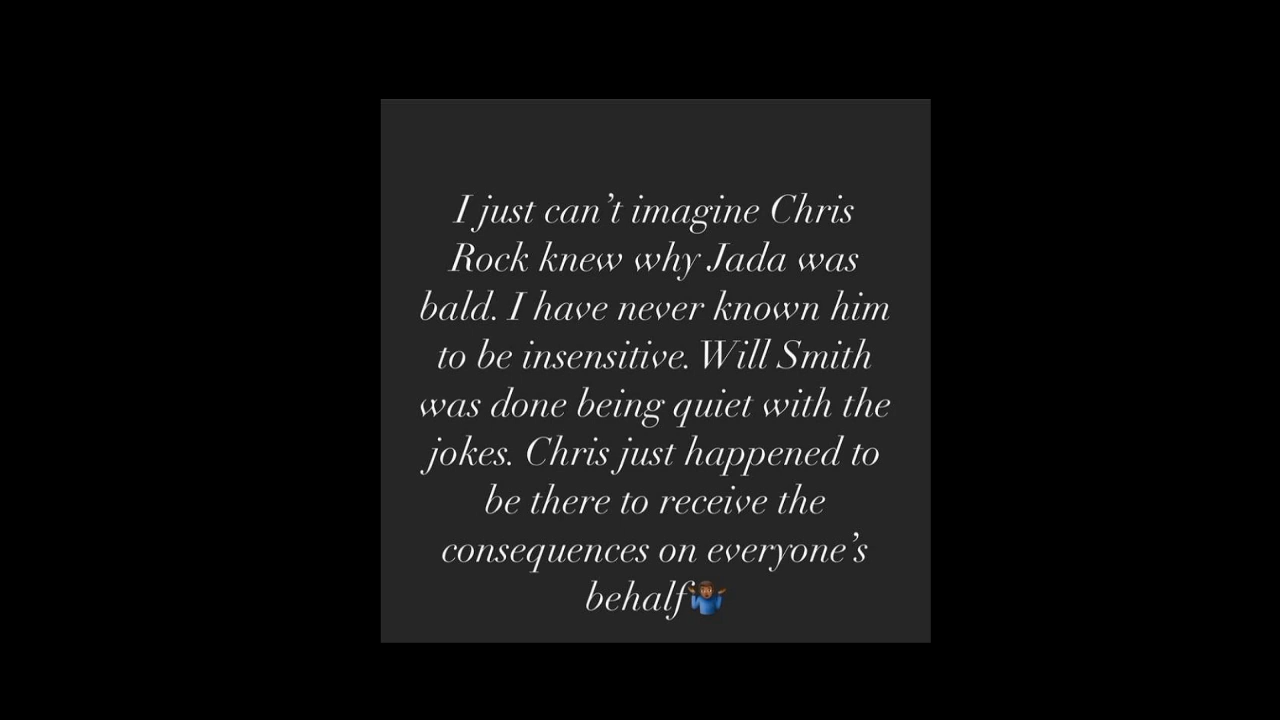 I just can’t imagine Chris
Rock knew why Jada was
bald. I have never known him
to be insensitive. Will Smith
was done being quiet with the
jokes. Chris just happened to
be there to receive the
consequences on everyone’s
behalf🤷🏾‍♂️